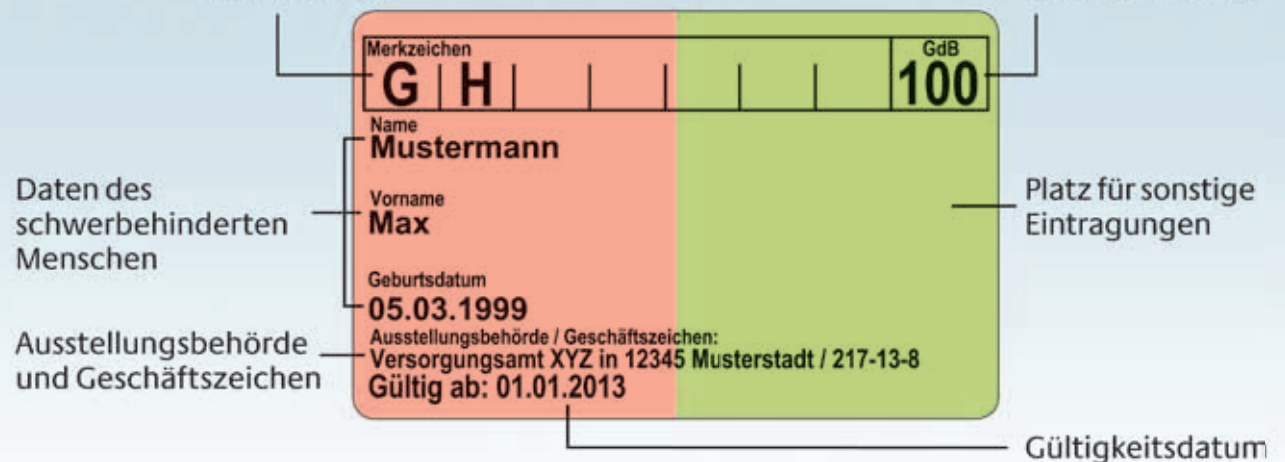 Merkzeichen
GdB
G H
100
Name
Mustermann
Vorname
Max
Geburtsdatum
05.03.1999
Ausstellungsbehörde / Geschäftszeichen:
Versorgungsamt XYZ in 12345 Musterstadt / 217-13-8
Gültig ab: 01.01.2013
Daten des
schwerbehinderten
Menschen
Ausstellungsbehörde
und Geschäftszeichen
Platz für sonstige
Eintragungen
Gültigkeitsdatum